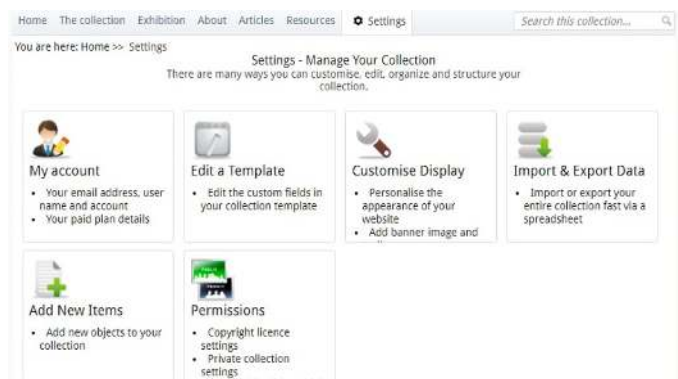 Home The collection Exhibition About Articles Resources Settings
Search this collection...
You are here: Home >> Settings
Settings - Manage Your Collection
There are many ways you can customise, edit, organize and structure your
collection.
My account
• Your email address, user
name and account
• Your paid plan details
Edit a Template
• Edit the custom fields in
your collection template
Customise Display
• Personalise the
appearance of your
website
• Add banner image and
Import & Export Data
• Import or export your
entire collection fast via a
spreadsheet
Add New Items
• Add new objects to your
collection
Permissions
• Copyright licence
settings
• Private collection
settings